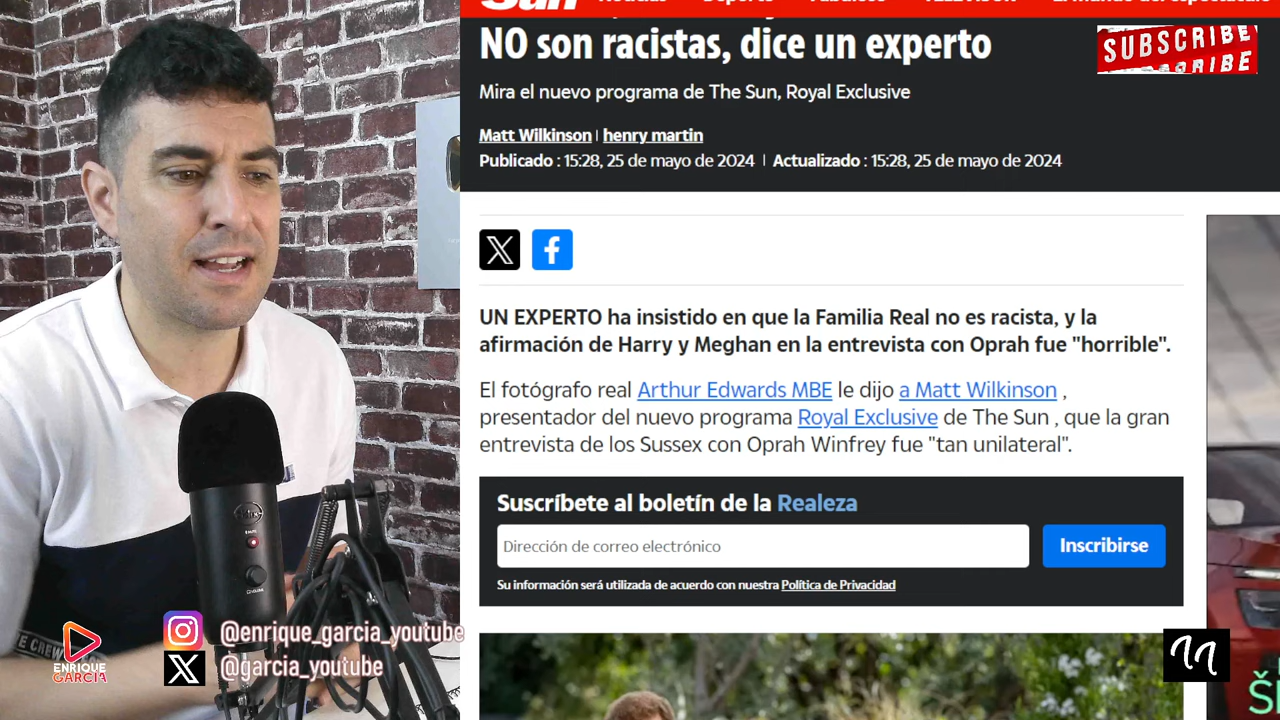 Sun
NO son racistas, dice un experto
SUBSCRIBE
Mira el nuevo programa de The Sun, Royal Exclusive
Matt Wilkinson | henry martin
Publicado : 15:28, 25 de mayo de 2024 | Actualizado : 15:28, 25 de mayo de 2024
UN EXPERTO ha insistido en que la Familia Real no es racista, y la
afirmación de Harry y Meghan en la entrevista con Oprah fue "horrible".
El fotógrafo real Arthur Edwards MBE le dijo a Matt Wilkinson ,
presentador del nuevo programa Royal Exclusive de The Sun , que la gran
entrevista de los Sussex con Oprah Winfrey fue "tan unilateral".
Suscríbete al boletín de la Realeza
Dirección de correo electrónico
Inscribirse
Su información será utilizada de acuerdo con nuestra Política de Privacidad
ENRIQUE
GARCIA
@enrique_garcia_youtube
@garcia_youtube